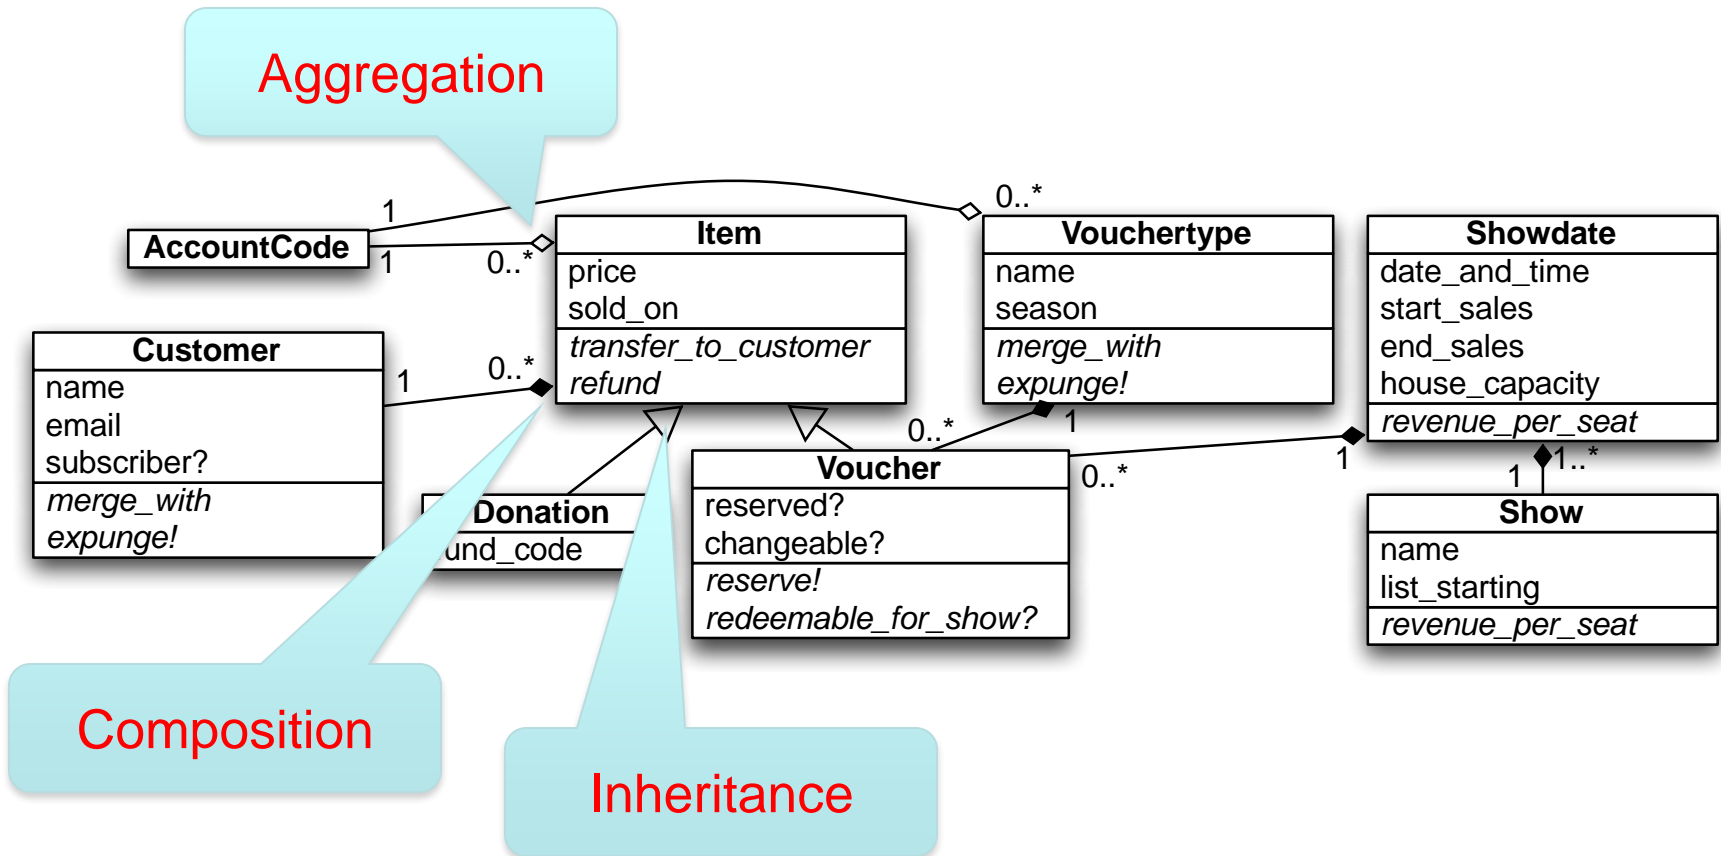 Aggregation
1
0..*
AccountCode
1
0..*
Item
price
sold_on
transfer_to_customer
refund
Vouchertype
name
season
merge_with
expunge!
Showdate
date_and_time
start_sales
end_sales
house_capacity
revenue_per_seat
Customer
name
email
subscriber?
merge_with
expunge!
1
0..*
0..*
1
0..*
1
1
1..*
Donation
und_code
Voucher
reserved?
changeable?
reserve!
redeemable_for_show?
Show
name
list_starting
revenue_per_seat
Composition
Inheritance